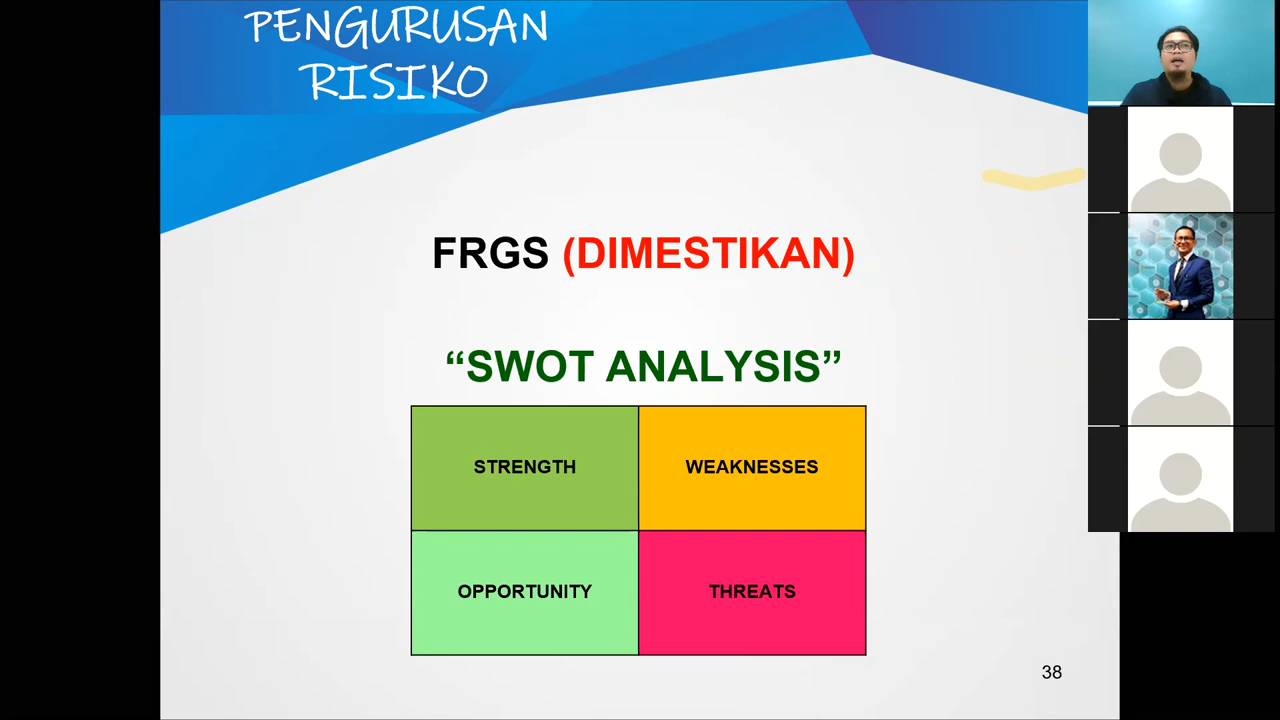 PENGURUSAN
RISIKO
FRGS (DIMESTIKAN)
“SWOT ANALYSIS”
STRENGTH
WEAKNESSES
OPPORTUNITY
THREATS
38